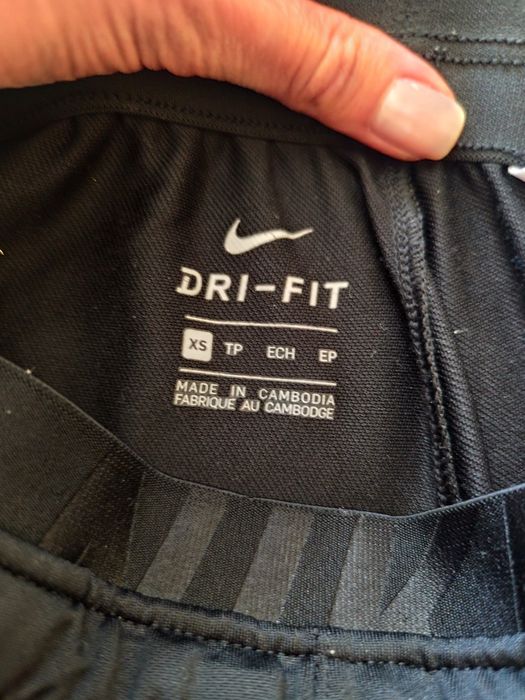 DRI-FIT
XS TP ECH EP
MADE IN CAMBODIA
FABRIQUE AU CAMBODGE